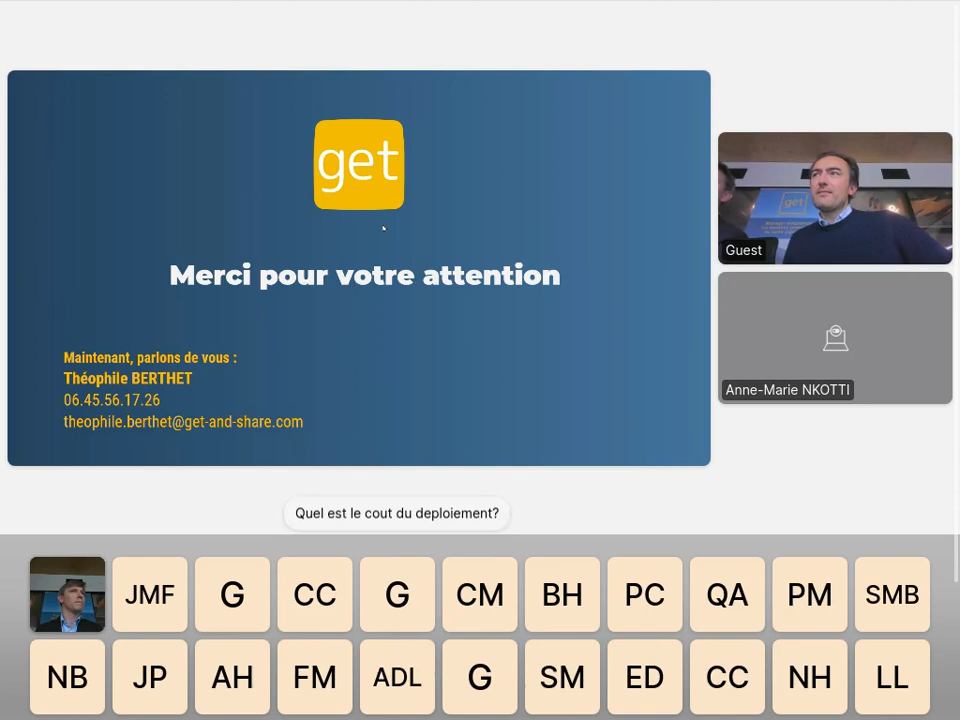 get
Merci pour votre attention
Maintenant, parlons de vous :
Théophile BERTHET
06.45.56.17.26
theophile.berthet@get-and-share.com
get
Guest
Anne-Marie NKOTTI
Quel est le cout du deploiement?
JMF
G
CC
G
CM
BH
PC
QA
PM
SMB
NB
JP
AH
FM
ADL
G
SM
ED
CC
NH
LL